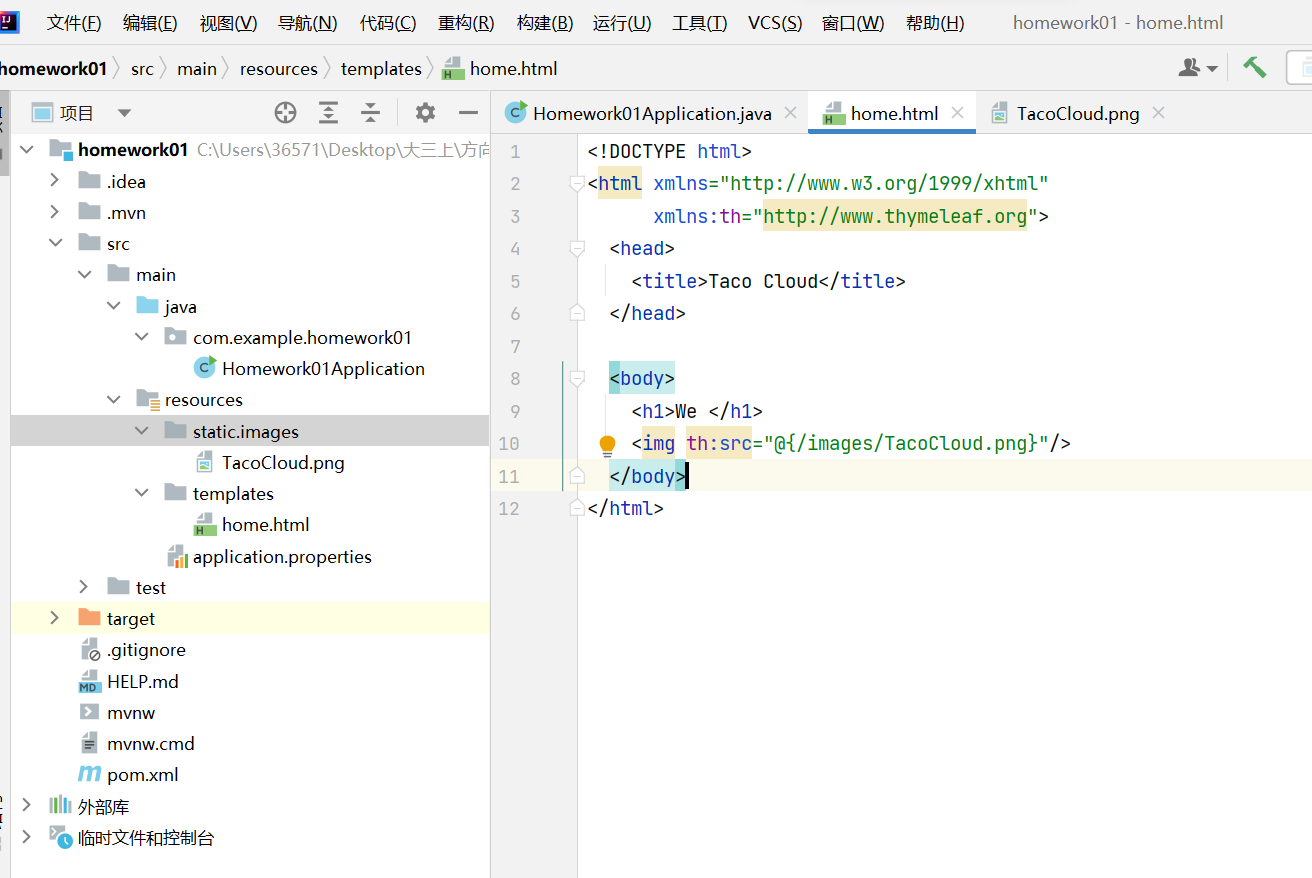 文件(F) 编辑(E) 视图(V) 导航(N) 代码(C) 重构(R) 构建(B) 运行(U) 工具(T) VCS(S) 窗口(W) 帮助(H) homework01 - home.html
homework01 src main resources templates home.html
项目
homework01 C:\Users\36571\Desktop\大三上\方向
.idea
.mvn
src
main
java
com.example.homework01
Homework01Application
resources
static.images
TacoCloud.png
templates
home.html
application.properties
test
target
.gitignore
HELP.md
mvnw
mvnw.cmd
pom.xml
外部库
临时文件和控制台
Homework01Application.java home.html TacoCloud.png
1 <!DOCTYPE html>
2 <html xmlns="http://www.w3.org/1999/xhtml"
3 xmlns:th="http://www.thymeleaf.org">
4 <head>
5 <title>Taco Cloud</title>
6 </head>
7
8 <body>
9 <h1>We </h1>
10 <img th:src="@{/images/TacoCloud.png}"/>
11 </body>
12 </html>